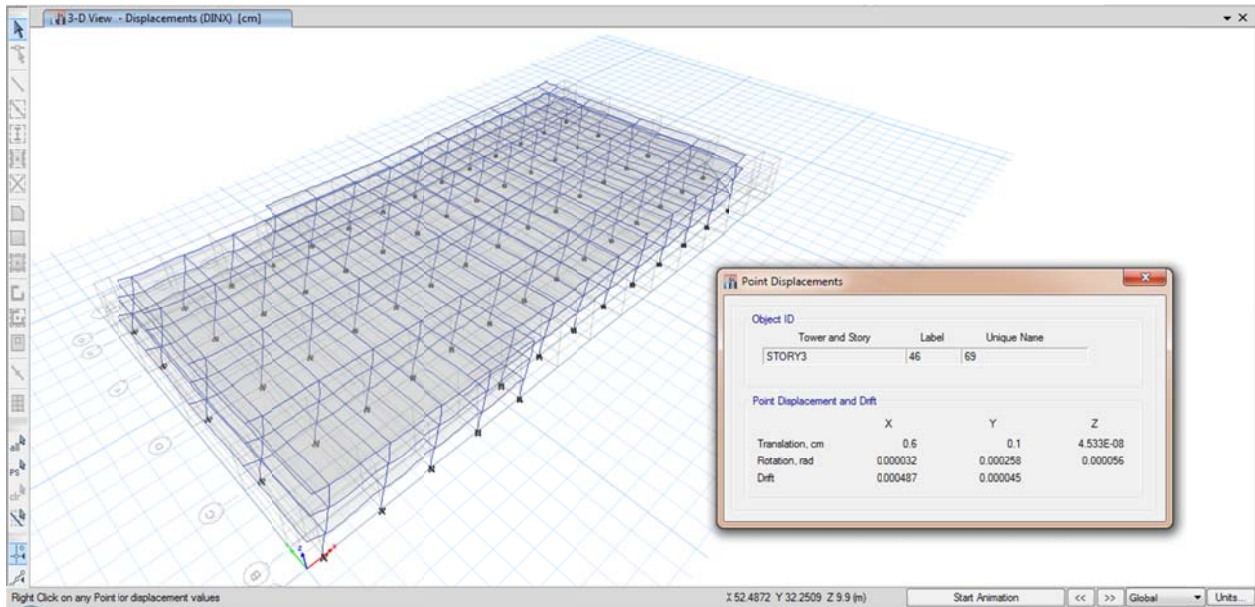 3-D View - Displacements (DINX) [cm]
Point Displacements
Object ID
Tower and Story Label Unique Name
STORY3 46 69
Point Displacement and Drift
X Y Z
Translation, cm 0.6 0.1 4.533E-08
Rotation, rad 0.000032 0.000258 0.000056
Drift 0.000487 0.000045
all
PS
clr
Right Click on any Point for displacement values X 52.4872 Y 32.2509 Z 9.9 (m) Start Animation << >> Global Units...